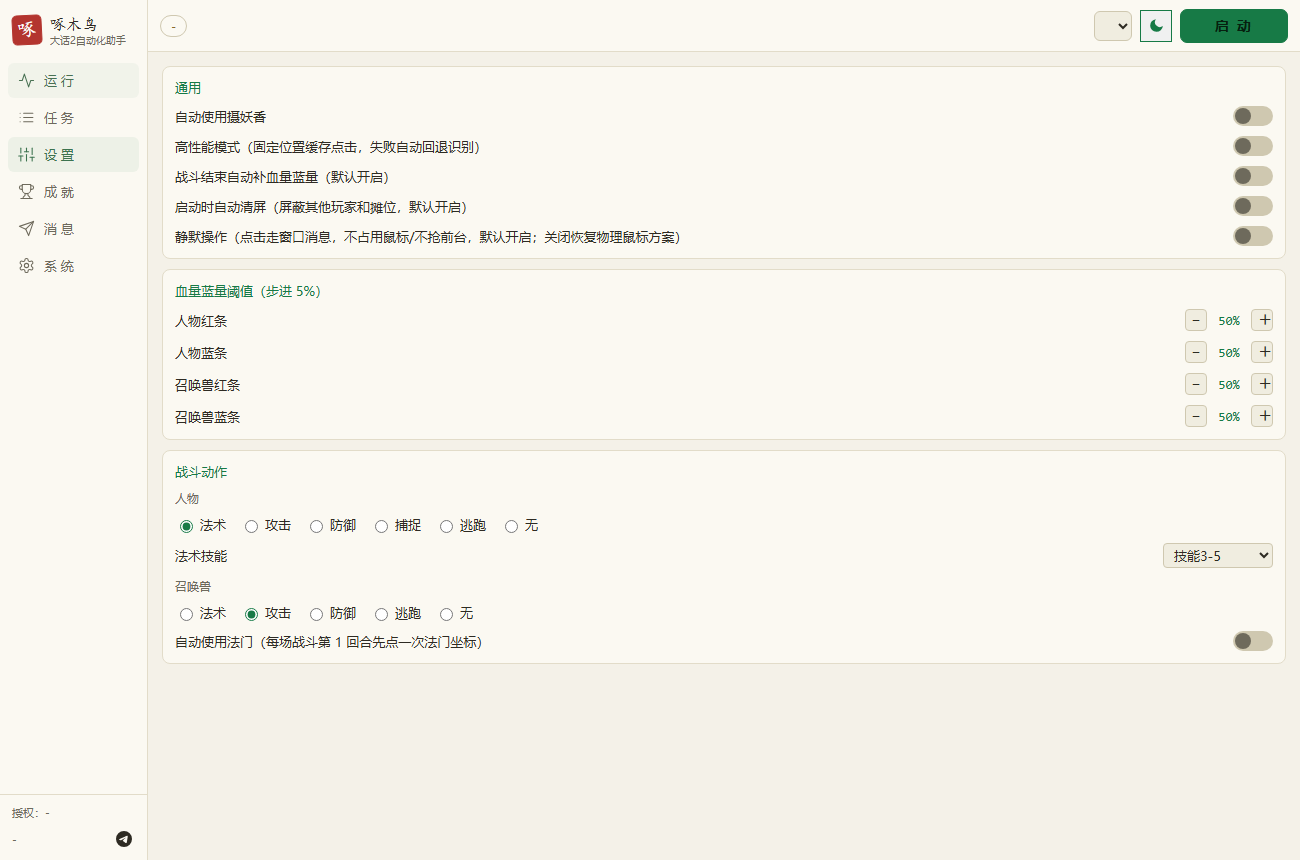 啄
啄木鸟
大话2自动化助手
运行
任务
设置
成就
消息
系统
授权: -
-
-
启 动
通用
自动使用摄妖香
高性能模式（固定位置缓存点击，失败自动回退识别）
战斗结束自动补血量蓝量（默认开启）
启动时自动清屏（屏蔽其他玩家和摊位，默认开启）
静默操作（点击走窗口消息，不占用鼠标/不抢前台，默认开启；关闭恢复物理鼠标方案）
血量蓝量阈值（步进 5%）
人物红条 − 50% +
人物蓝条 − 50% +
召唤兽红条 − 50% +
召唤兽蓝条 − 50% +
战斗动作
人物
法术 攻击 防御 捕捉 逃跑 无
法术技能 技能3-5
召唤兽
法术 攻击 防御 逃跑 无
自动使用法门（每场战斗第 1 回合先点一次法门坐标）